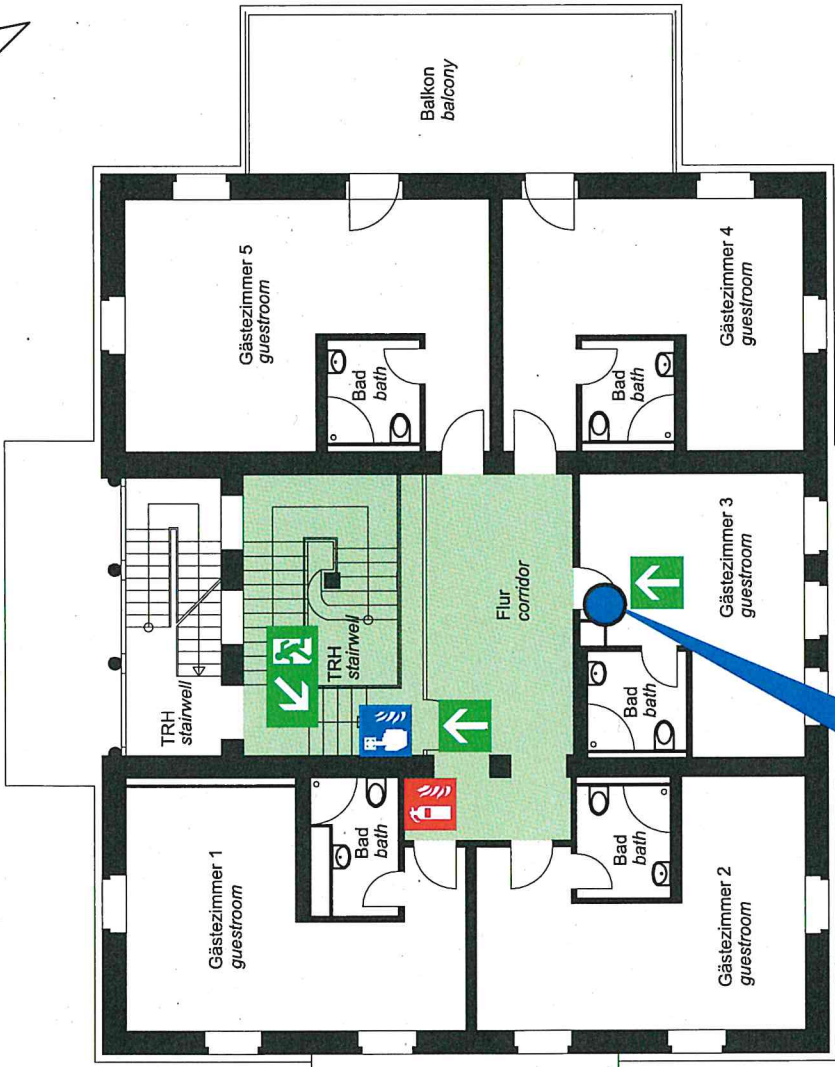 Balkon
balcony
Gästezimmer 5
guestroom
Bad
bath
Gästezimmer 4
guestroom
Bad
bath
TRH
stairwell
TRH
stairwell
Flur
corridor
Gästezimmer 3
guestroom
Bad
bath
Gästezimmer 1
guestroom
Bad
bath
Gästezimmer 2
guestroom
Bad
bath